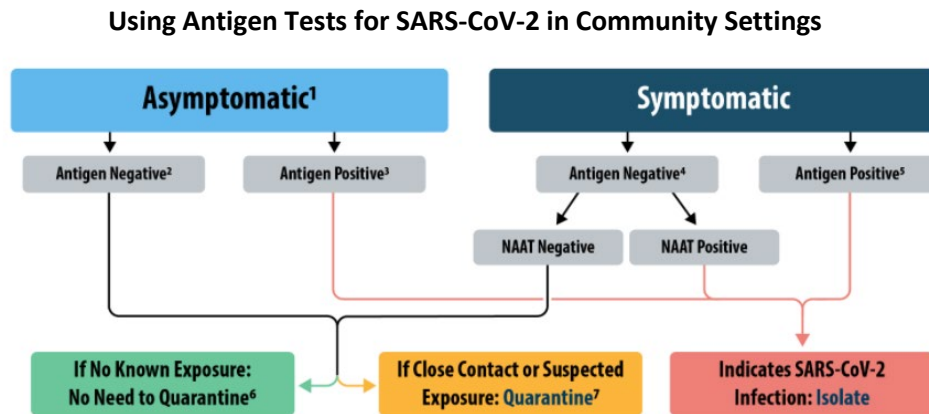 Using Antigen Tests for SARS-CoV-2 in Community Settings
Asymptomatic¹
Symptomatic
Antigen Negative²
Antigen Positive³
Antigen Negative⁴
Antigen Positive⁵
NAAT Negative
NAAT Positive
If No Known Exposure:
No Need to Quarantine⁶
If Close Contact or Suspected
Exposure: Quarantine⁷
Indicates SARS-CoV-2
Infection: Isolate